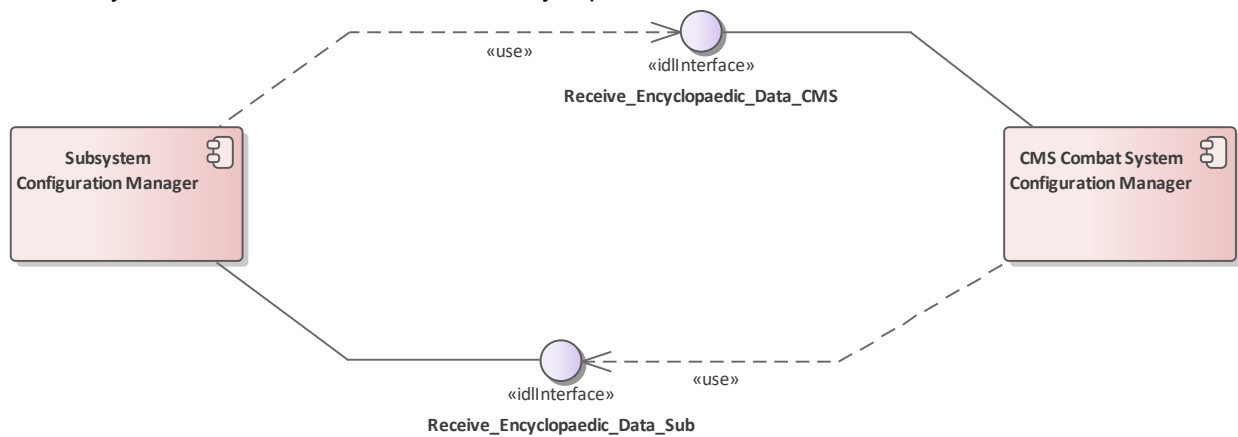 «use»
«idlInterface»
Receive_Encyclopaedic_Data_CMS
Subsystem
Configuration Manager
CMS Combat System
Configuration Manager
«use»
«idlInterface»
Receive_Encyclopaedic_Data_Sub